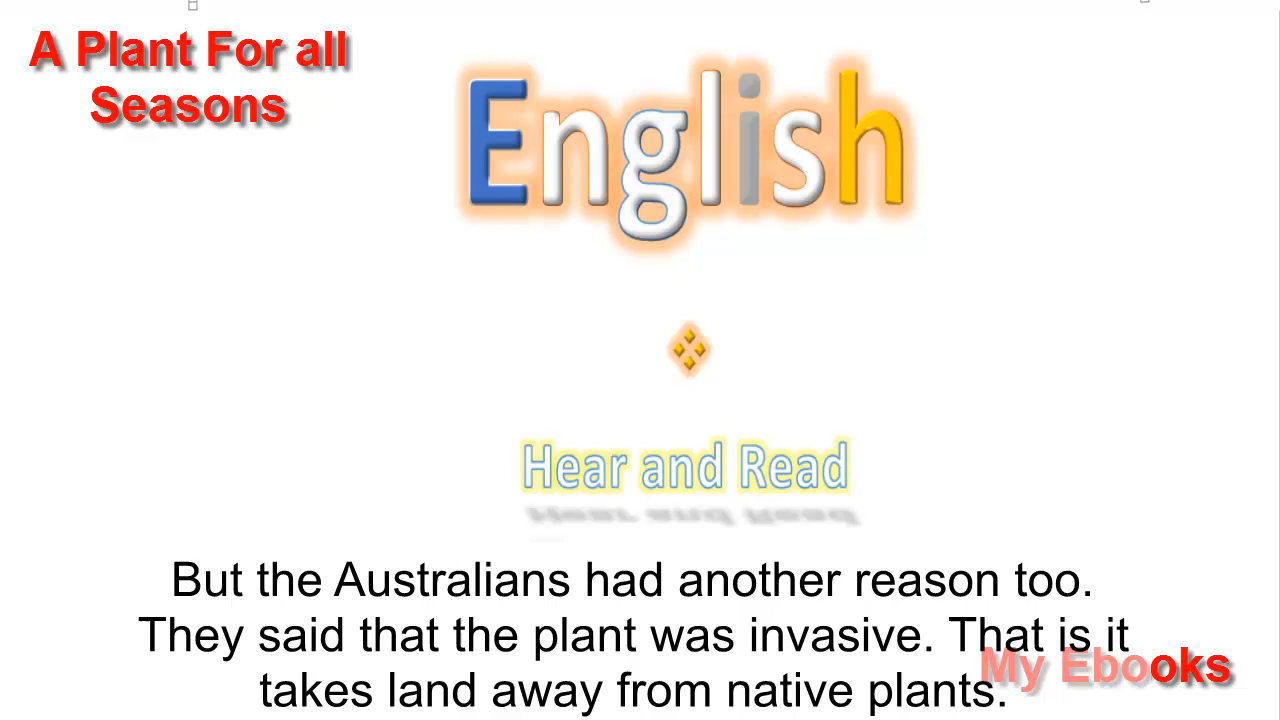 A Plant For all
Seasons
English
Hear and Read
But the Australians had another reason too.
They said that the plant was invasive. That is it
takes land away from native plants.
My Ebooks